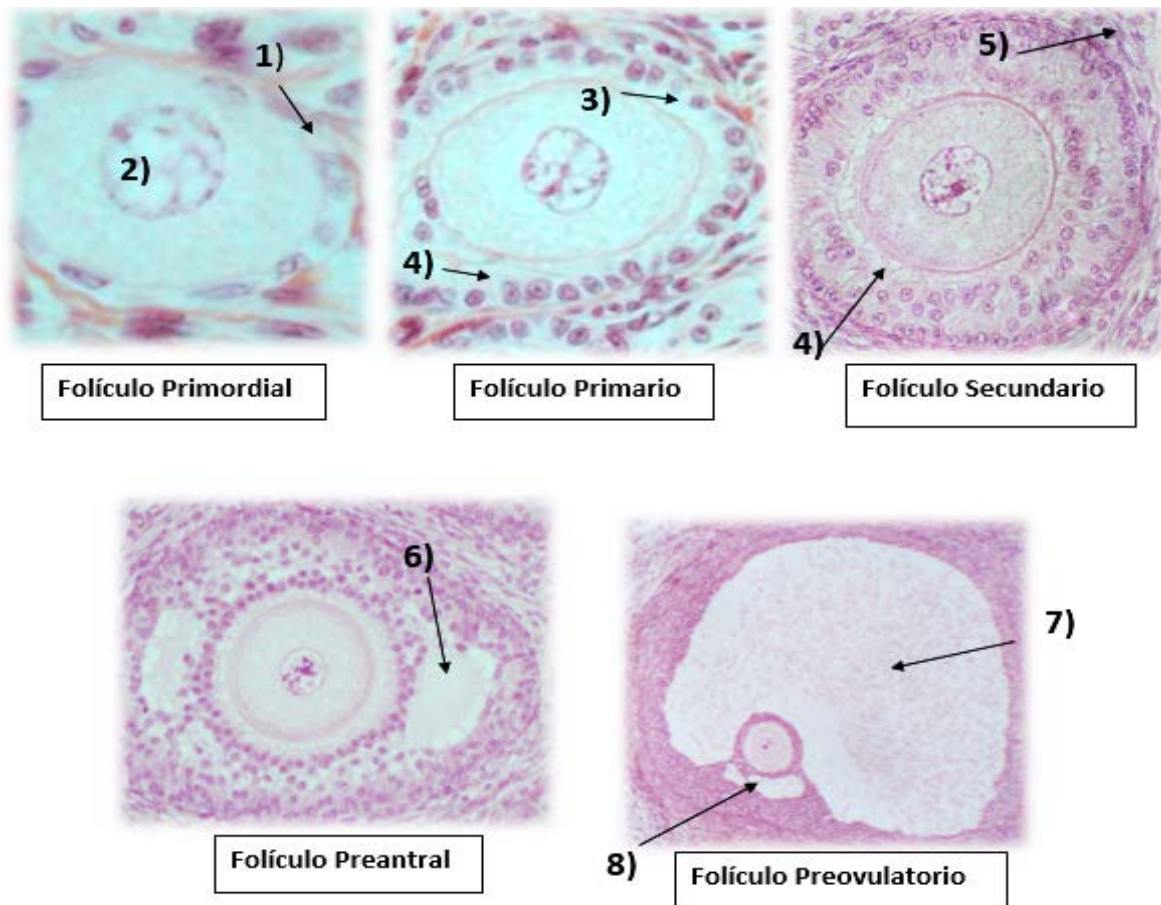 1)
2)
3)
4)
5)
4)
Folículo Primordial
Folículo Primario
Folículo Secundario
6)
7)
8)
Folículo Preantral
Folículo Preovulatorio